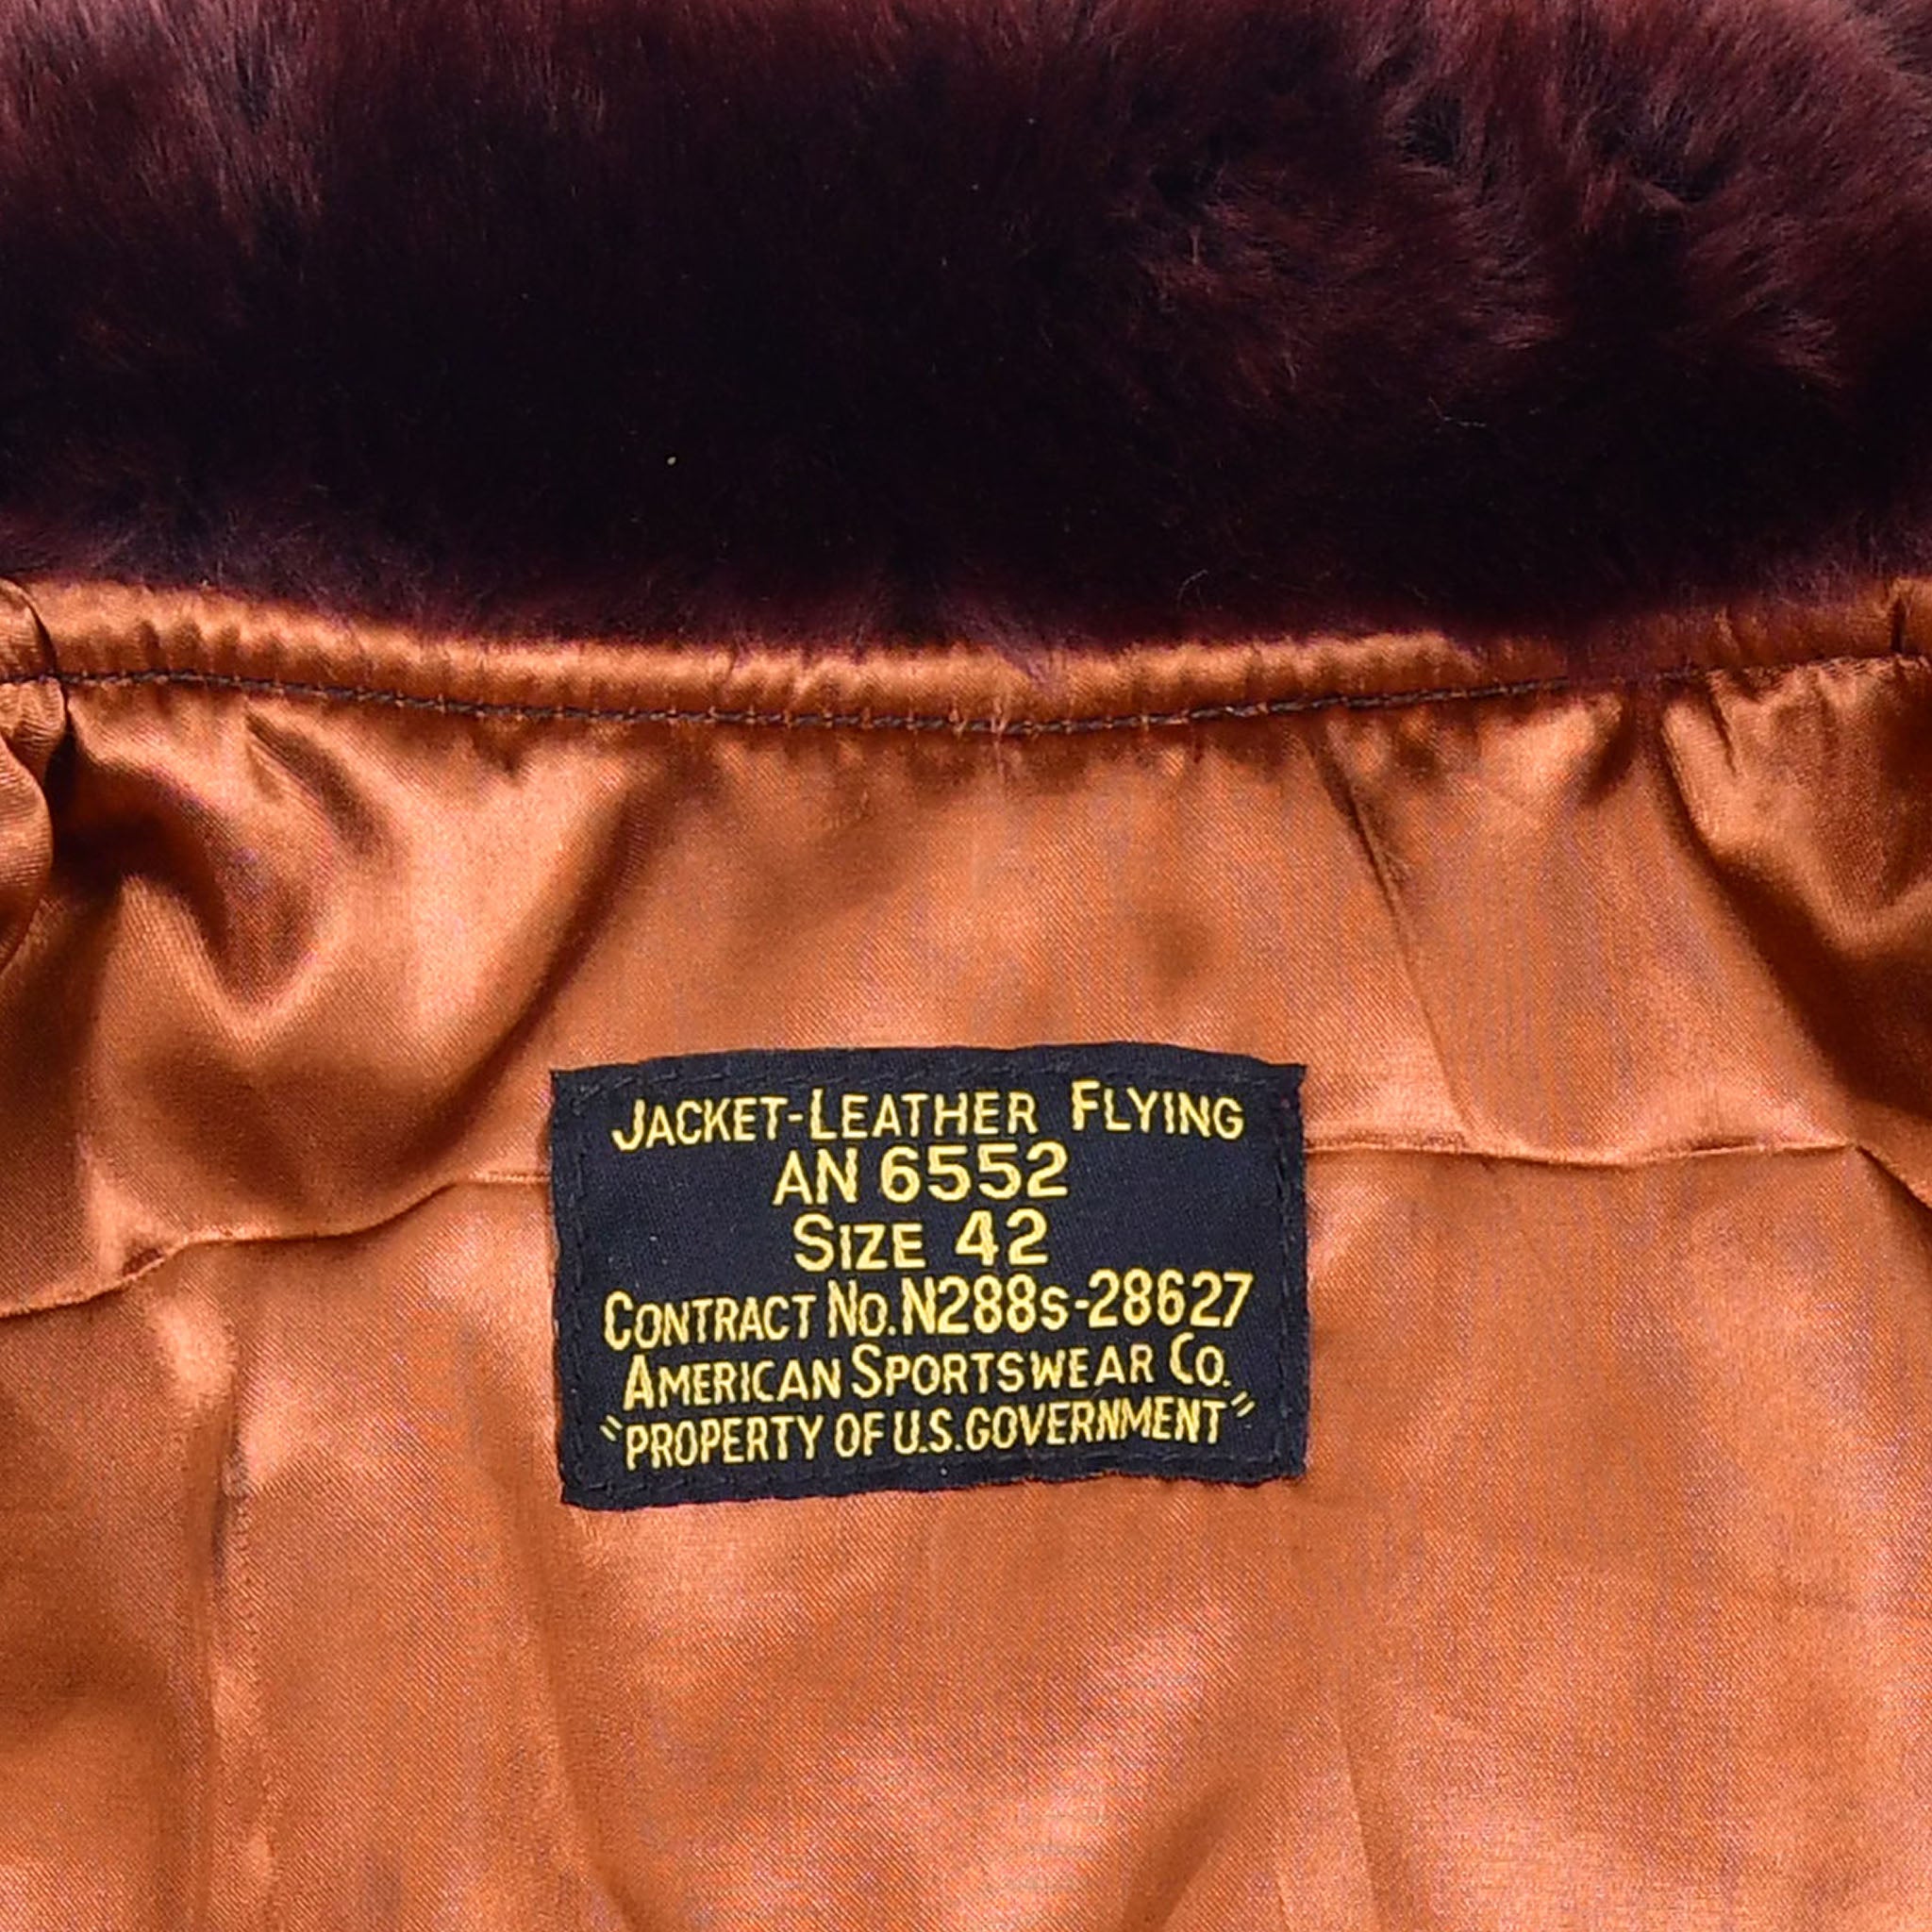 JACKET-LEATHER FLYING
AN 6552
SIZE 42
CONTRACT NO. N288s-28627
AMERICAN SPORTSWEAR CO.
"PROPERTY OF U.S. GOVERNMENT"